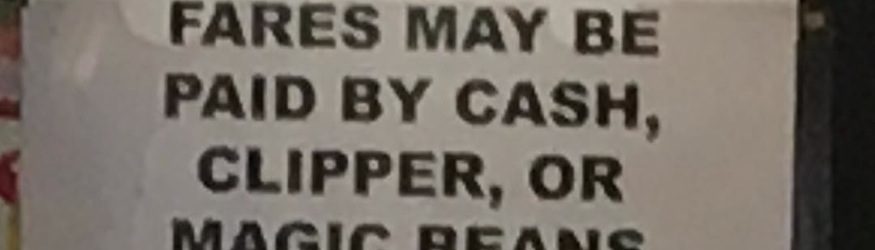 FARES MAY BE
PAID BY CASH,
CLIPPER, OR
MAGIC BEANS